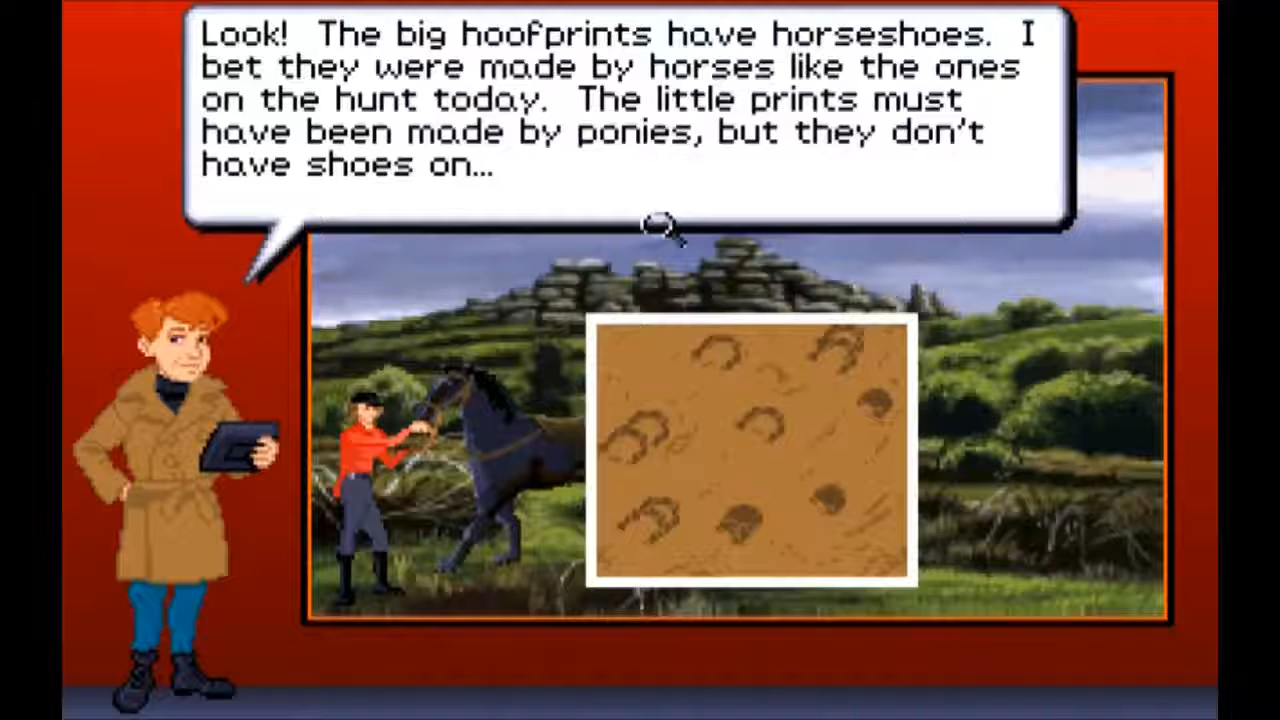 Look!  The big hoofprints have horseshoes.  I
bet they were made by horses like the ones
on the hunt today.  The little prints must
have been made by ponies, but they don't
have shoes on...